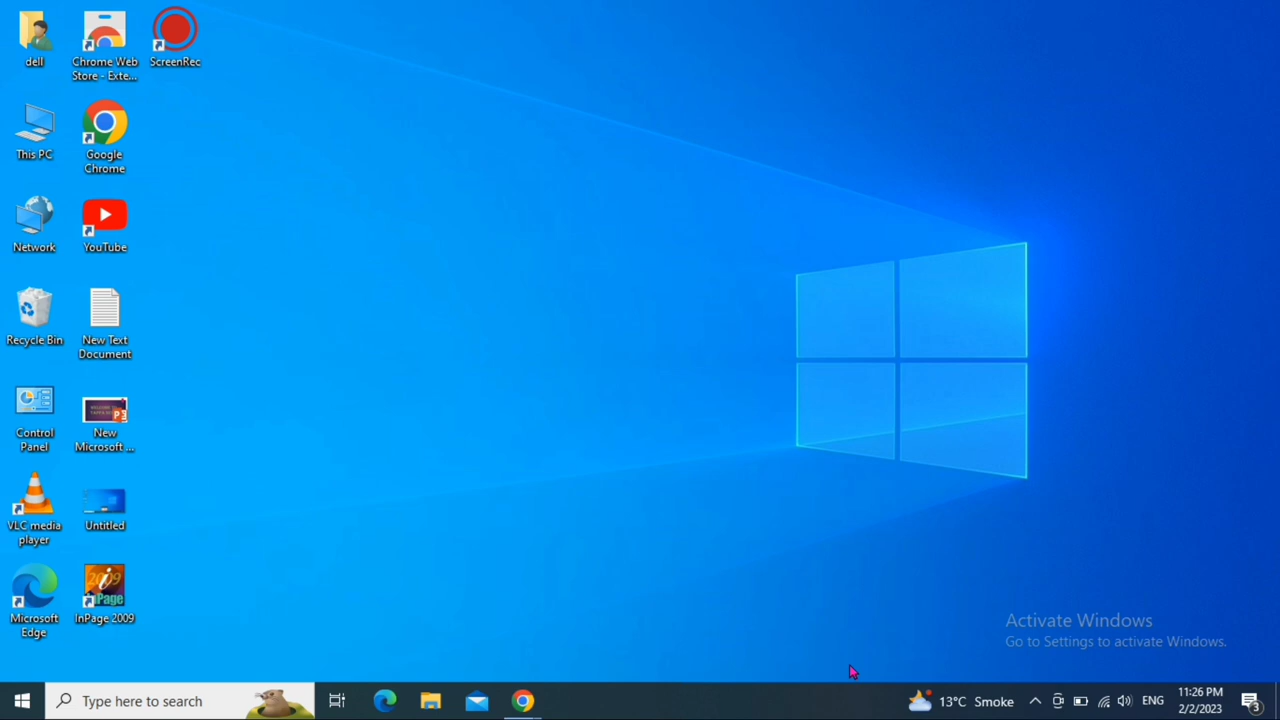 dell
Chrome Web
Store - Exte...
ScreenRec
This PC
Google
Chrome
Network
YouTube
Recycle Bin
New Text
Document
Control
Panel
New
Microsoft ...
VLC media
player
Untitled
Microsoft
Edge
InPage 2009
Activate Windows
Go to Settings to activate Windows.
Type here to search
13°C Smoke
ENG
11:26 PM
2/2/2023
3